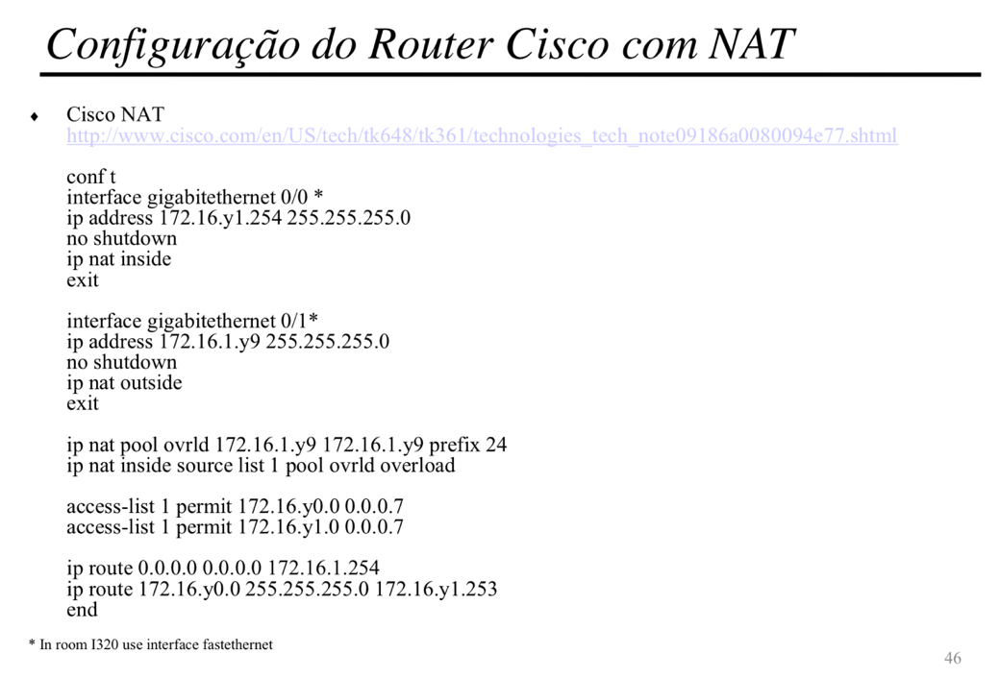 Configuração do Router Cisco com NAT
♦ Cisco NAT
http://www.cisco.com/en/US/tech/tk648/tk361/technologies_tech_note09186a0080094e77.shtml
conf t
interface gigabitethernet 0/0 *
ip address 172.16.y1.254 255.255.255.0
no shutdown
ip nat inside
exit
interface gigabitethernet 0/1*
ip address 172.16.1.y9 255.255.255.0
no shutdown
ip nat outside
exit
ip nat pool ovrld 172.16.1.y9 172.16.1.y9 prefix 24
ip nat inside source list 1 pool ovrld overload
access-list 1 permit 172.16.y0.0 0.0.0.7
access-list 1 permit 172.16.y1.0 0.0.0.7
ip route 0.0.0.0 0.0.0.0 172.16.1.254
ip route 172.16.y0.0 255.255.255.0 172.16.y1.253
end
* In room I320 use interface fastethernet
46